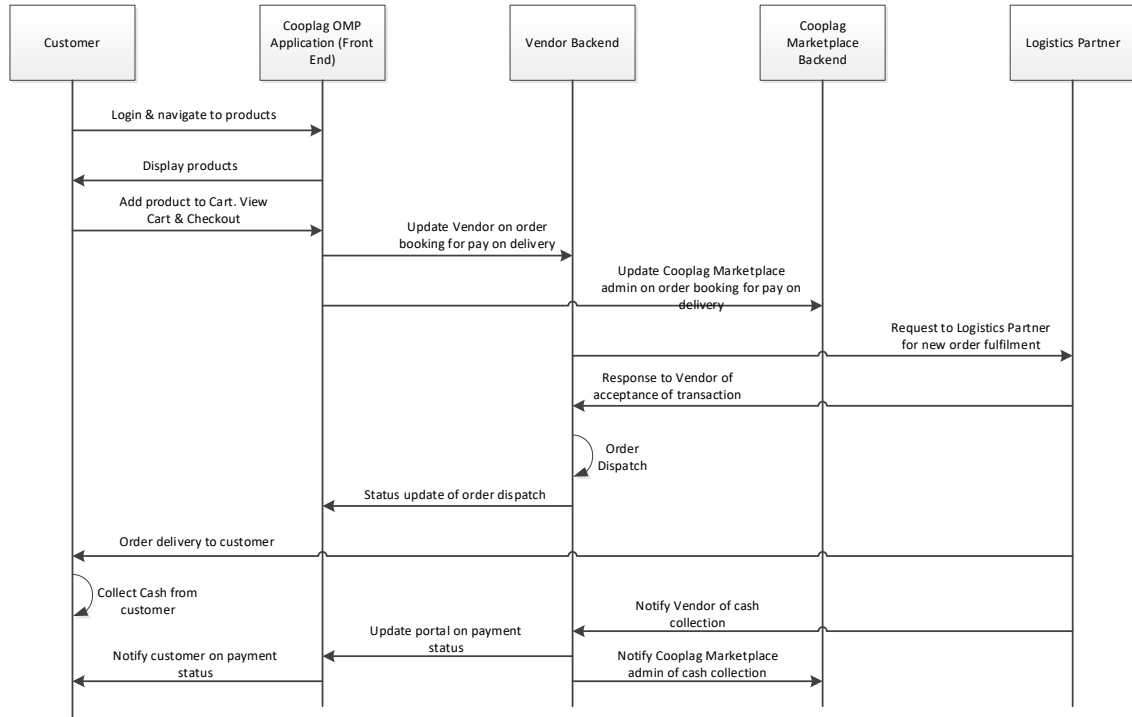 Customer
Cooplag OMP
Application (Front
End)
Vendor Backend
Cooplag
Marketplace
Backend
Logistics Partner
Login & navigate to products
Display products
Add product to Cart. View
Cart & Checkout
Update Vendor on order
booking for pay on delivery
Update Cooplag Marketplace
admin on order booking for pay on
delivery
Request to Logistics Partner
for new order fulfilment
Response to Vendor of
acceptance of transaction
Order
Dispatch
Status update of order dispatch
Order delivery to customer
Collect Cash from
customer
Notify Vendor of cash
collection
Update portal on payment
status
Notify customer on payment
status
Notify Cooplag Marketplace
admin of cash collection